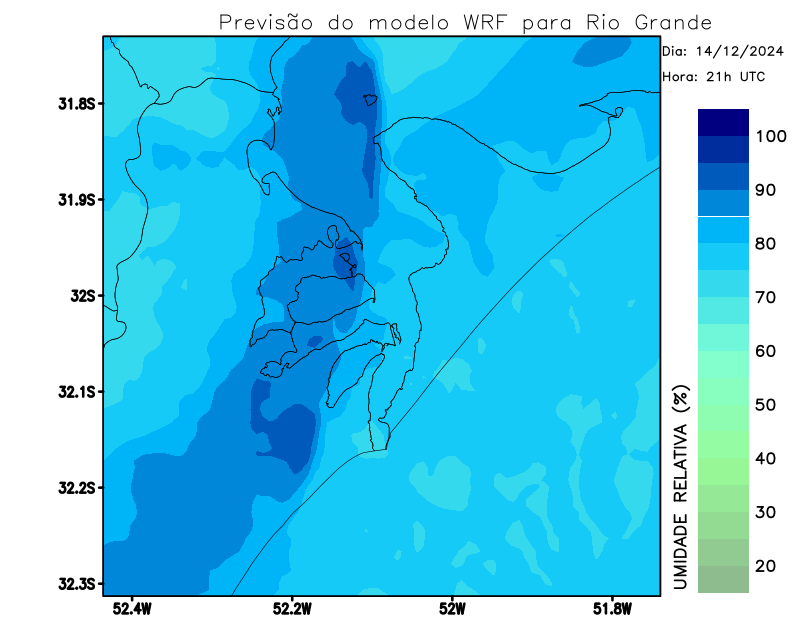 Previsão do modelo WRF para Rio Grande
Dia: 14/12/2024
Hora: 21h UTC
31.8S
31.9S
32S
32.1S
32.2S
32.3S
52.4W
52.2W
52W
51.8W
100
90
80
70
60
50
40
30
20
UMIDADE RELATIVA (%)